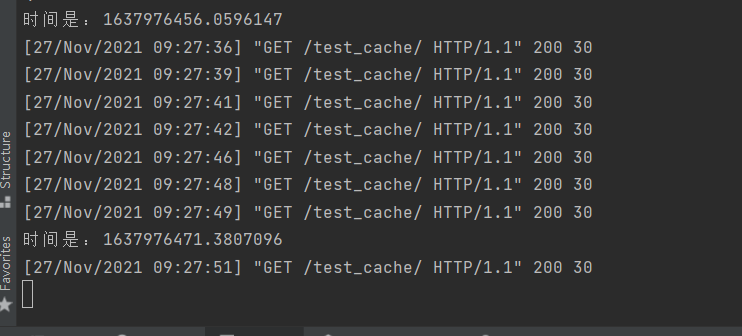 时间是：1637976456.0596147
[27/Nov/2021 09:27:36] "GET /test_cache/ HTTP/1.1" 200 30
[27/Nov/2021 09:27:39] "GET /test_cache/ HTTP/1.1" 200 30
[27/Nov/2021 09:27:41] "GET /test_cache/ HTTP/1.1" 200 30
[27/Nov/2021 09:27:42] "GET /test_cache/ HTTP/1.1" 200 30
[27/Nov/2021 09:27:46] "GET /test_cache/ HTTP/1.1" 200 30
[27/Nov/2021 09:27:48] "GET /test_cache/ HTTP/1.1" 200 30
[27/Nov/2021 09:27:49] "GET /test_cache/ HTTP/1.1" 200 30
时间是：1637976471.3807096
[27/Nov/2021 09:27:51] "GET /test_cache/ HTTP/1.1" 200 30
Structure
Favorites